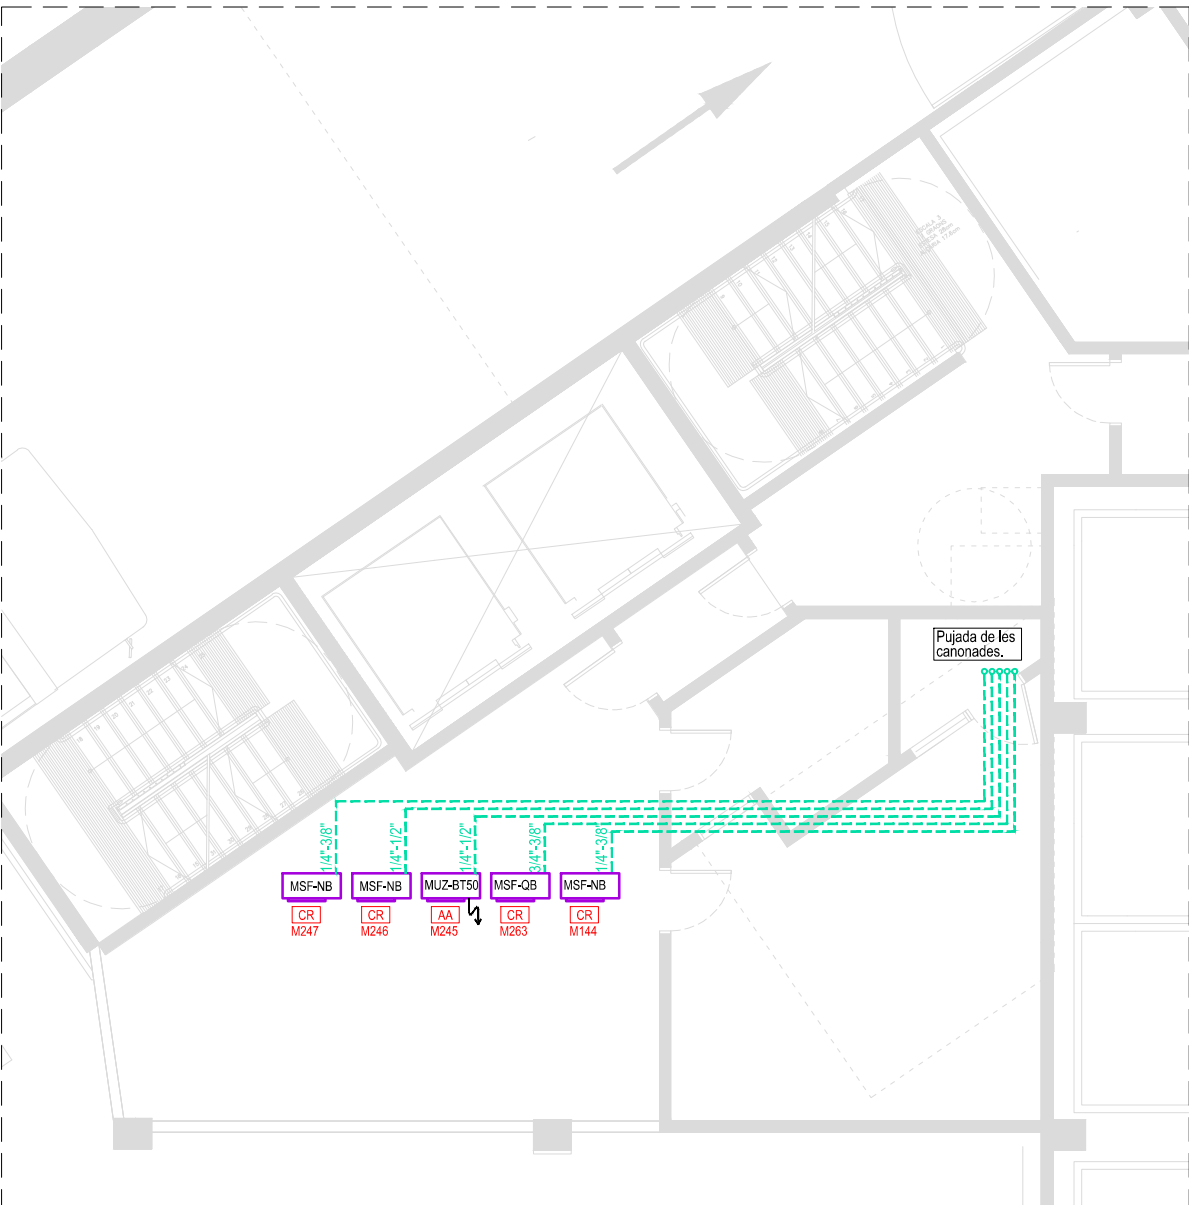 Pujada de les
canonades.
1/4"-3/8" 1/4"-1/2" 1/4"-1/2" 3/4"-3/8" 1/4"-3/8"
MSF-NB MSF-NB MUZ-BT50 MSF-QB MSF-NB
CR CR AA CR CR
M247 M246 M245 M263 M144